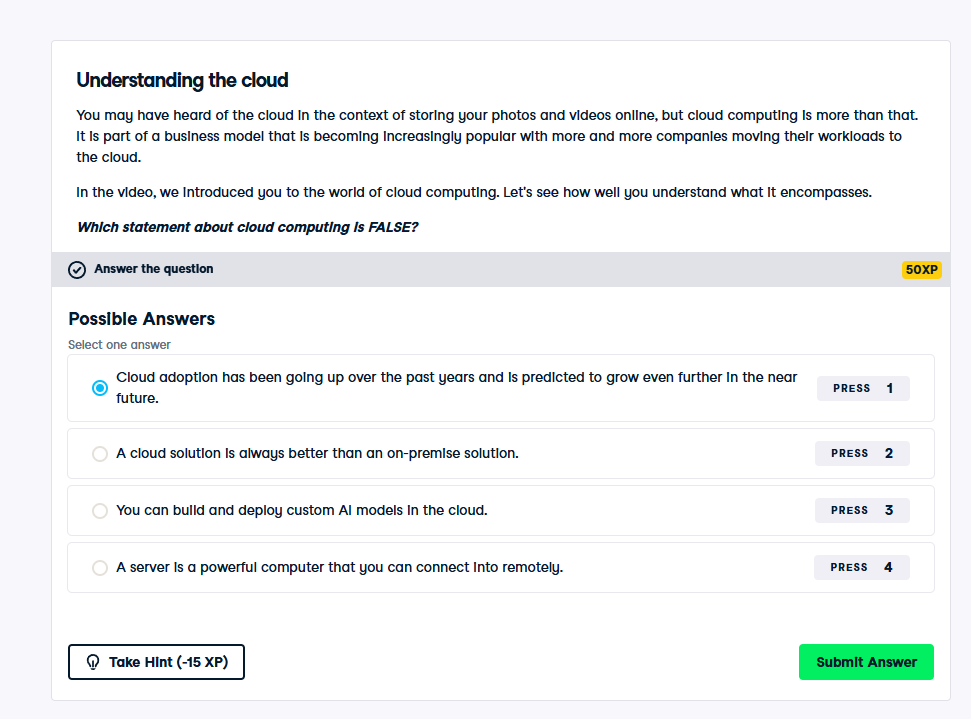 Understanding the cloud
You may have heard of the cloud in the context of storing your photos and videos online, but cloud computing is more than that.
It is part of a business model that is becoming increasingly popular with more and more companies moving their workloads to
the cloud.
In the video, we introduced you to the world of cloud computing. Let's see how well you understand what it encompasses.
Which statement about cloud computing is FALSE?
Answer the question 50XP
Possible Answers
Select one answer
Cloud adoption has been going up over the past years and is predicted to grow even further in the near
future.
PRESS 1
A cloud solution is always better than an on-premise solution. PRESS 2
You can build and deploy custom AI models in the cloud. PRESS 3
A server is a powerful computer that you can connect into remotely. PRESS 4
Take Hint (-15 XP) Submit Answer